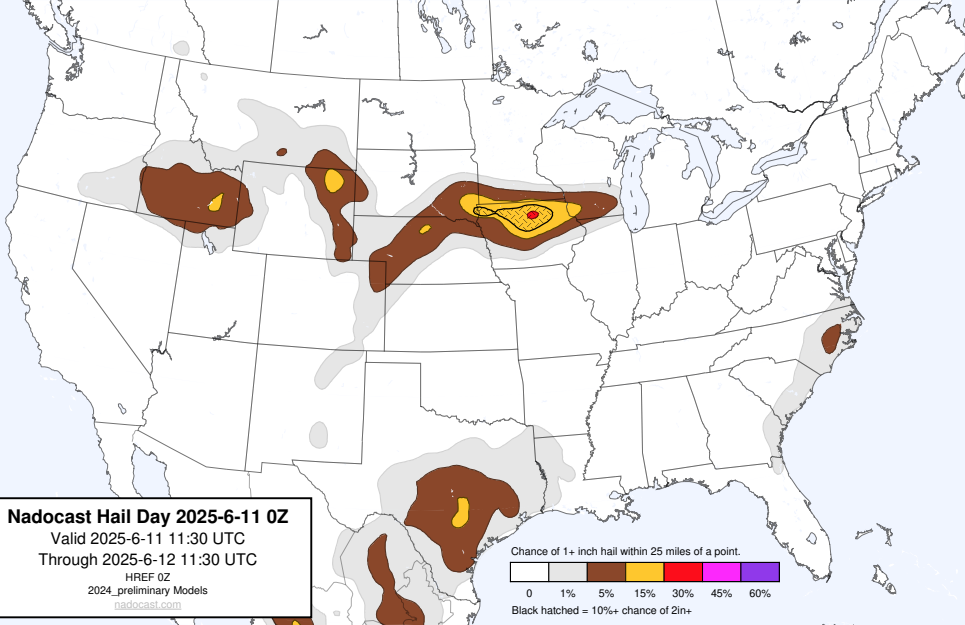 Nadocast Hail Day 2025-6-11 0Z
Valid 2025-6-11 11:30 UTC
Through 2025-6-12 11:30 UTC
HREF 0Z
2024_preliminary Models
nadocast.com
Chance of 1+ inch hail within 25 miles of a point.
0 1% 5% 15% 30% 45% 60%
Black hatched = 10%+ chance of 2in+